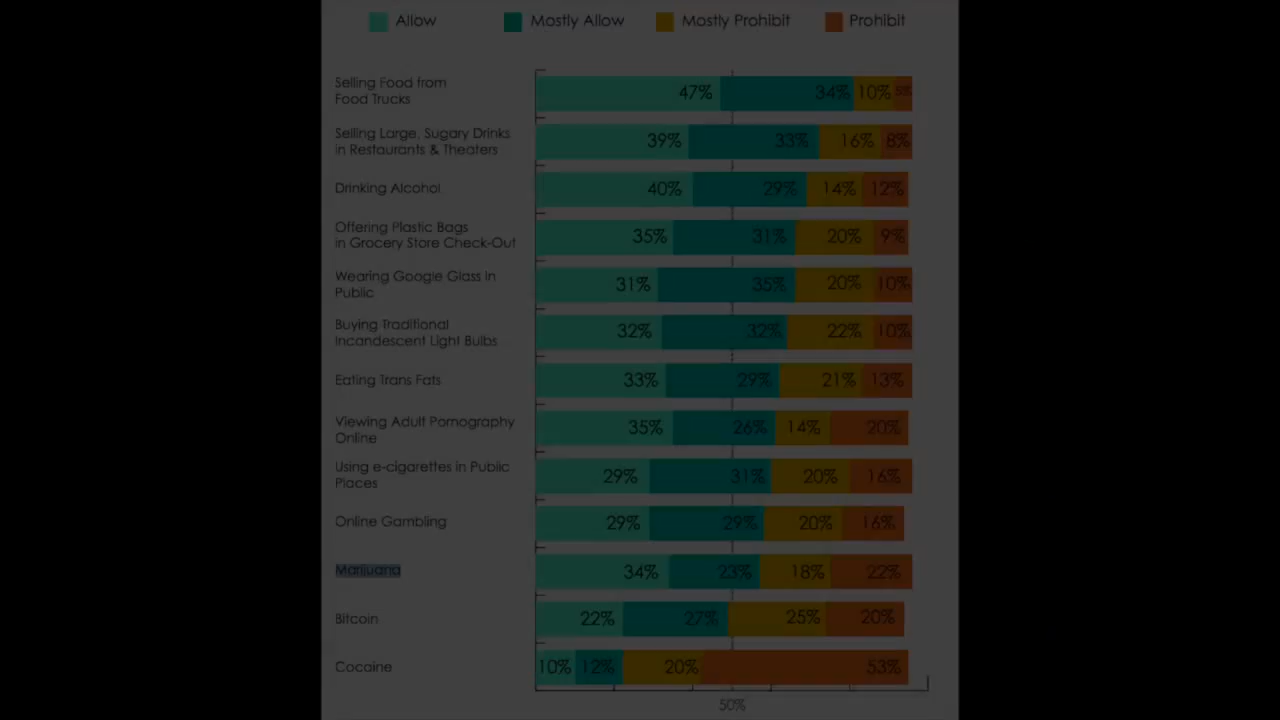 Allow Mostly Allow Mostly Prohibit Prohibit
Selling Food from
Food Trucks
47% 34% 10% 5%
Selling Large, Sugary Drinks
in Restaurants & Theaters
39% 33% 16% 8%
Drinking Alcohol
40% 29% 14% 12%
Offering Plastic Bags
in Grocery Store Check-Out
35% 31% 20% 9%
Wearing Google Glass in
Public
31% 35% 20% 10%
Buying Traditional
Incandescent Light Bulbs
32% 32% 22% 10%
Eating Trans Fats
33% 29% 21% 13%
Viewing Adult Pornography
Online
35% 26% 14% 20%
Using e-cigarettes in Public
Places
29% 31% 20% 16%
Online Gambling
29% 29% 20% 16%
Marijuana
34% 23% 18% 22%
Bitcoin
22% 27% 25% 20%
Cocaine
10% 12% 20% 53%
50%